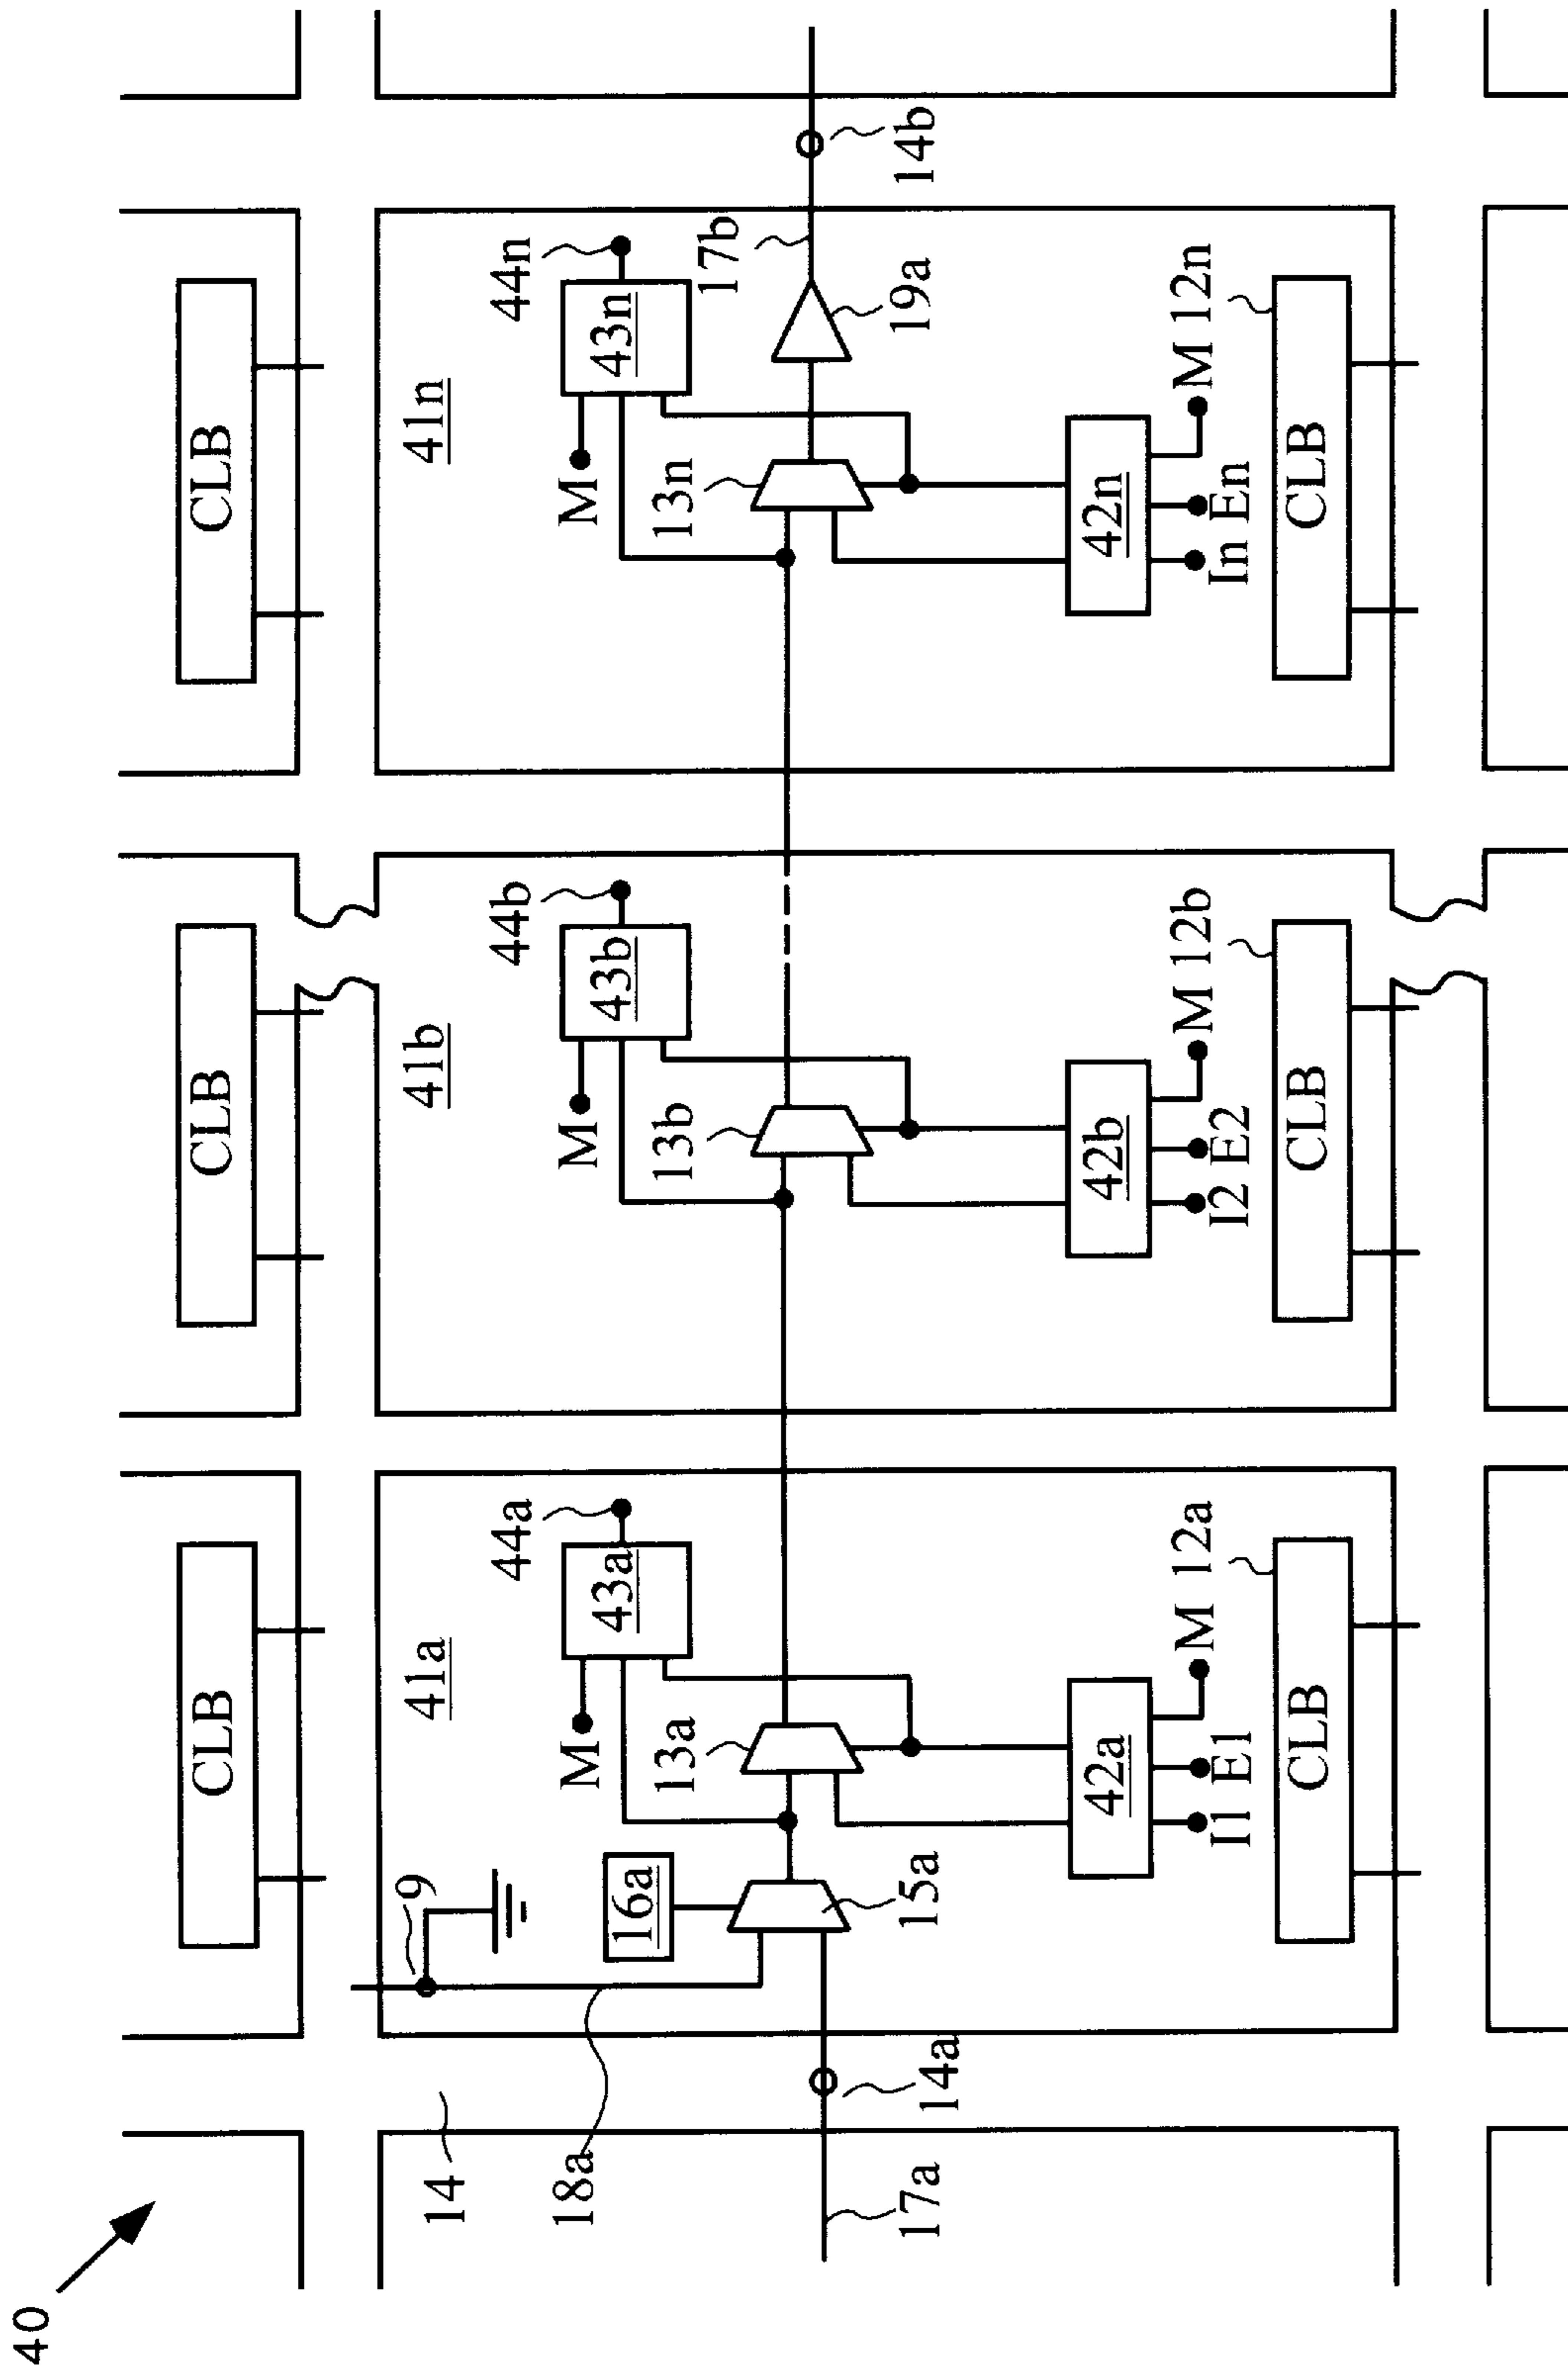 40
CLB
CLB
CLB
14
9
41a
44a
41b
44b
41n
44n
18a
16a
M
43a
M
43b
M
43n
13a
13b
13n
17b
17a
14a
15a
19a
14b
42a
42b
42n
I1 E1 M 12a
I2 E2 M 12b
In En M 12n
CLB
CLB
CLB